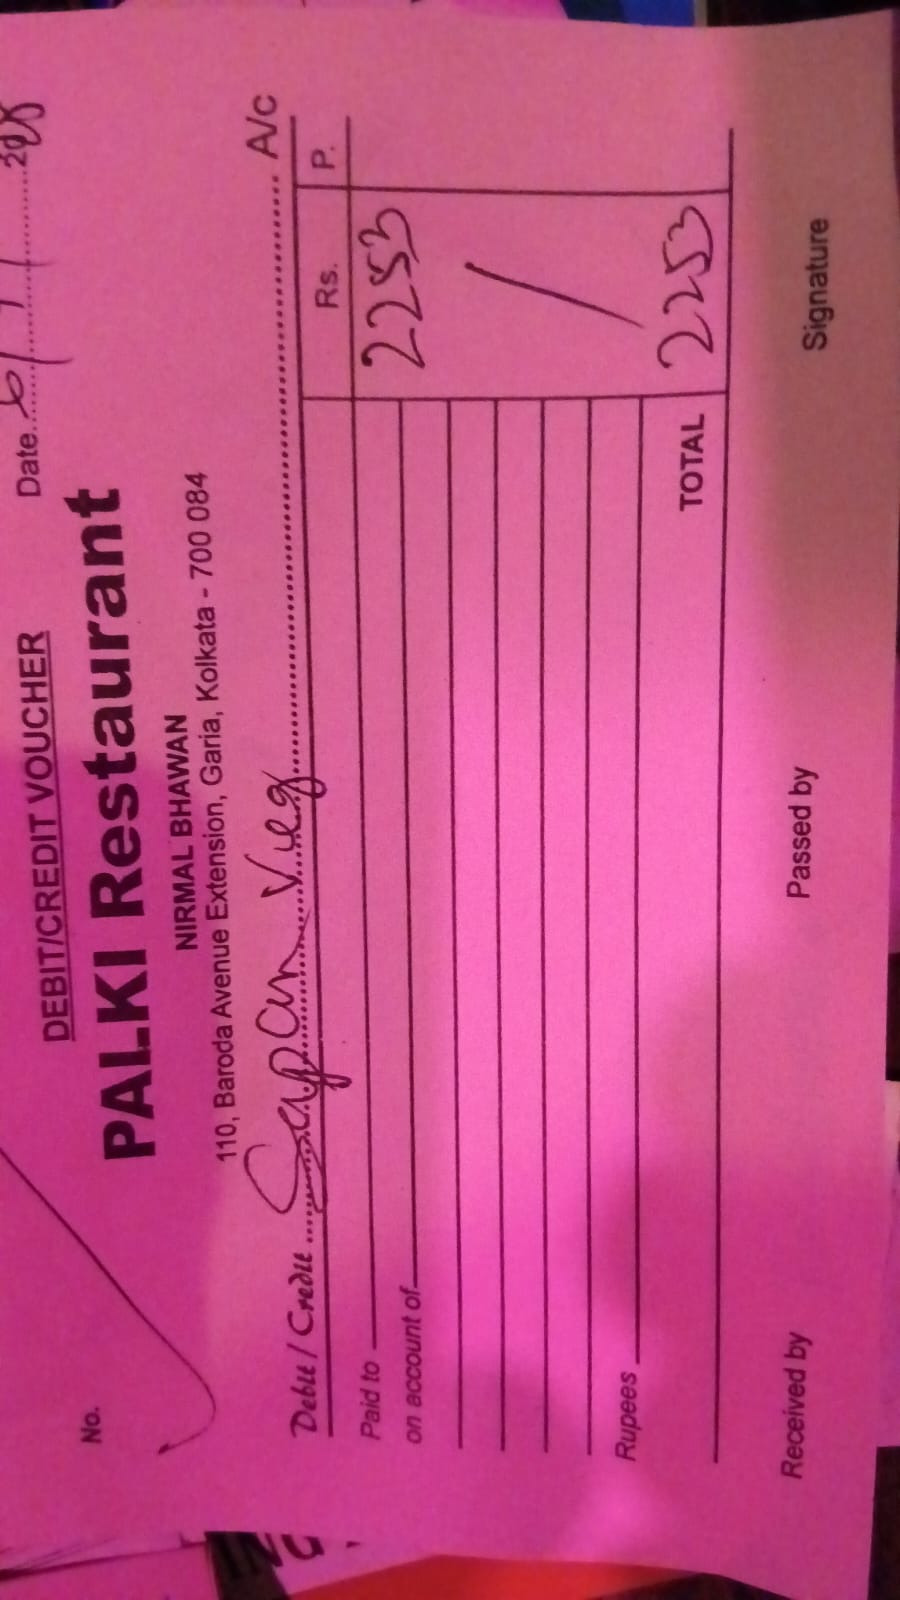 DEBIT/CREDIT VOUCHER
No.
Date 6/1/20
PALKI Restaurant
NIRMAL BHAWAN
110, Baroda Avenue Extension, Garia, Kolkata - 700 084
Debit / Credit Sapan Veg A/c
Rs. P.
Paid to 2253
on account of
Rupees
TOTAL 2253
Received by Passed by Signature